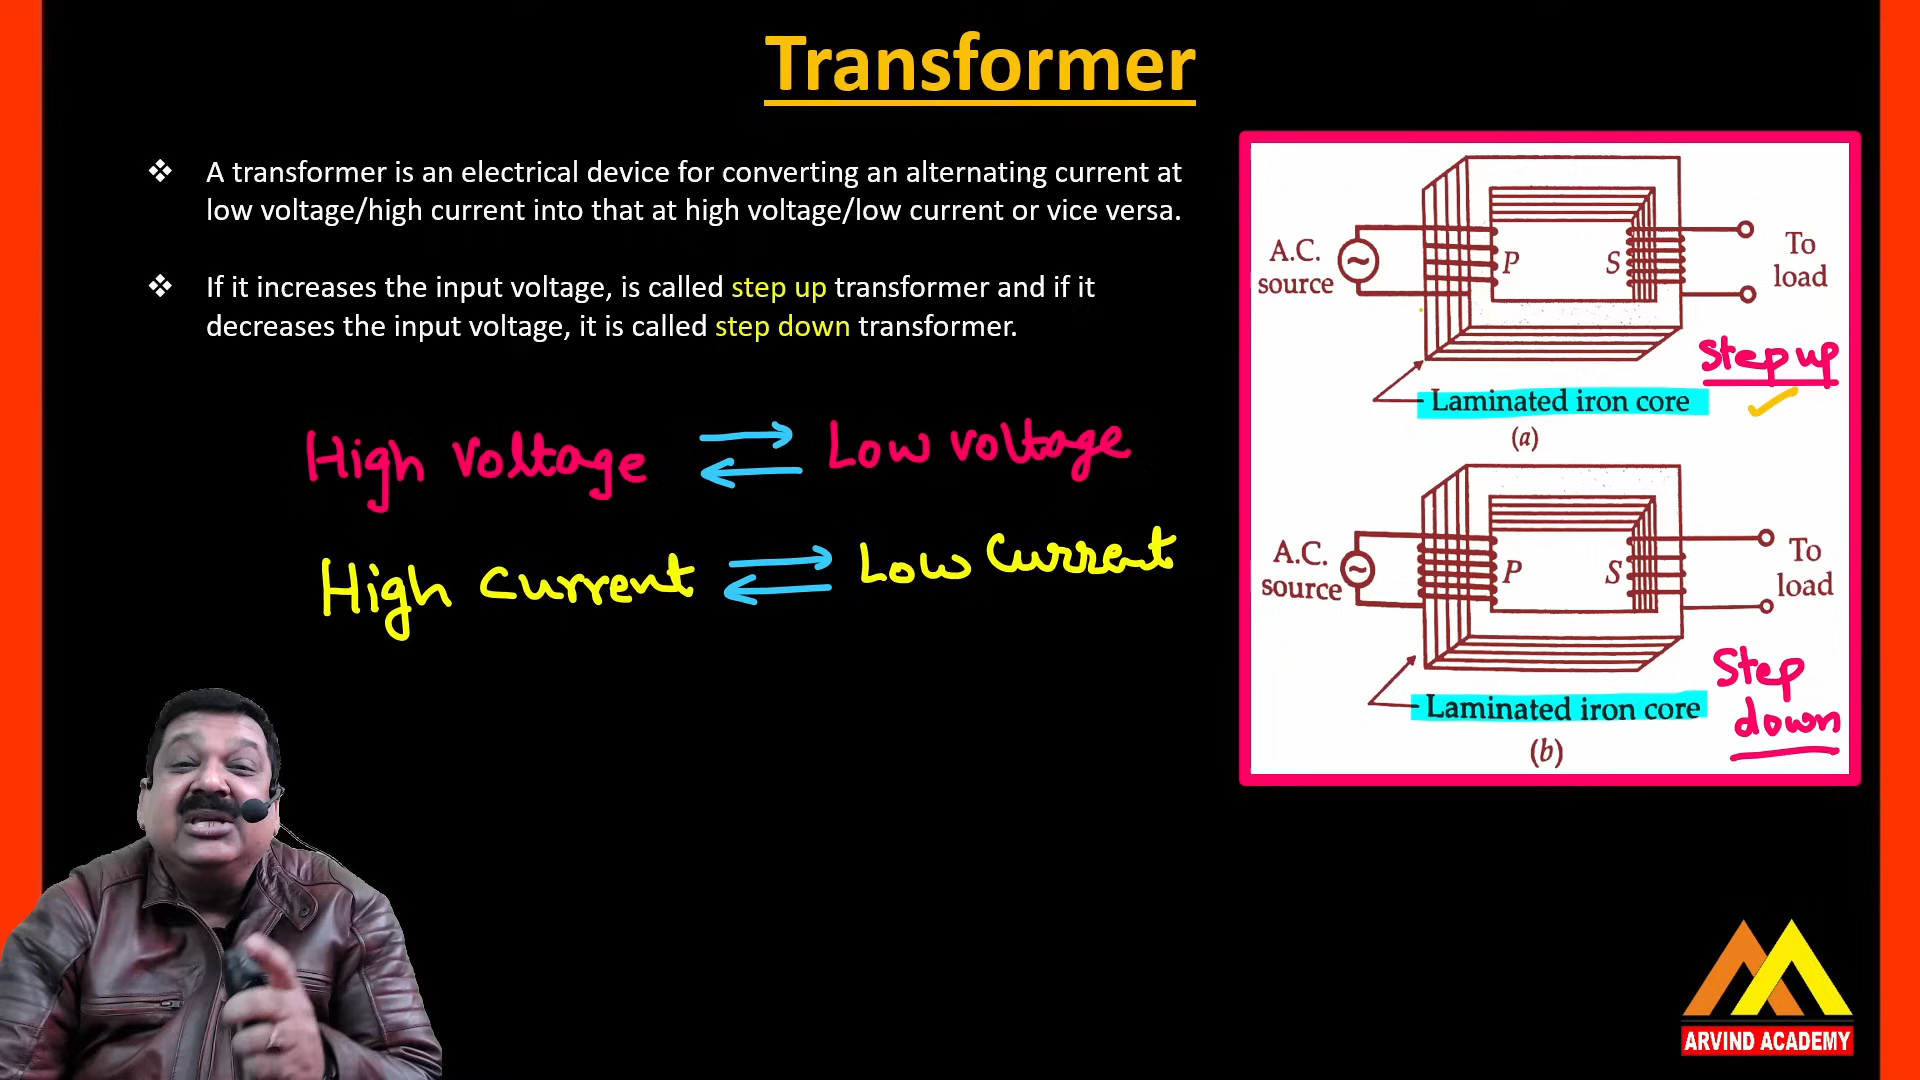 Transformer
❖ A transformer is an electrical device for converting an alternating current at
low voltage/high current into that at high voltage/low current or vice versa.
❖ If it increases the input voltage, is called step up transformer and if it
decreases the input voltage, it is called step down transformer.
High Voltage ⇄ Low voltage
High Current ⇄ Low Current
A.C.
source
~
P
S
To
load
Step up
Laminated iron core
(a)
A.C.
source
~
P
S
To
load
Step
down
Laminated iron core
(b)
ARVIND ACADEMY